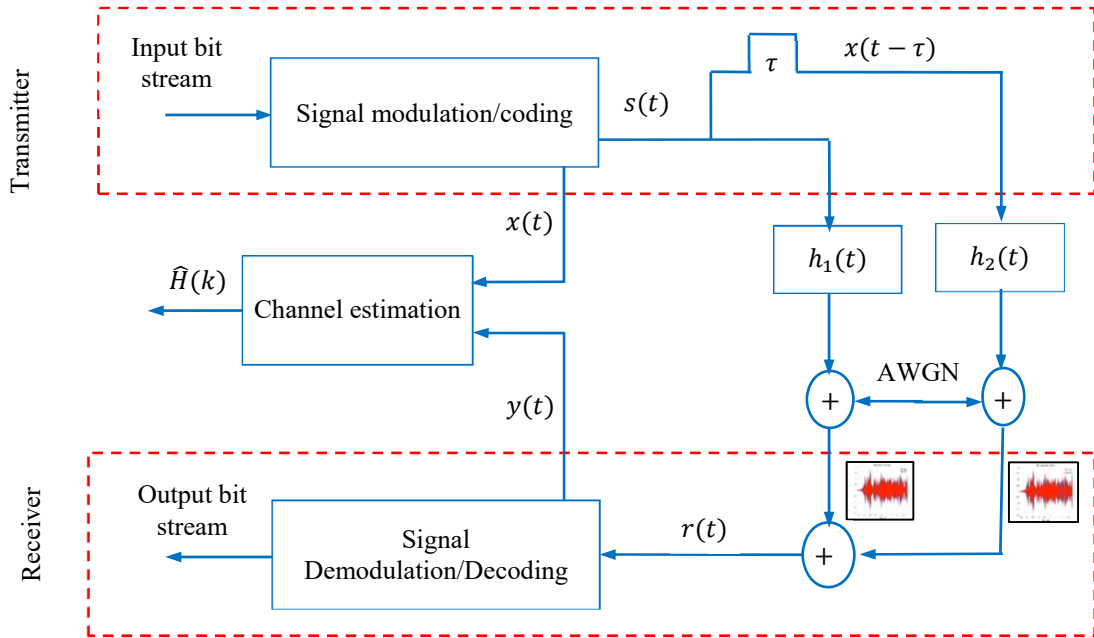 Transmitter
Input bit
stream
Signal modulation/coding
s(t)
τ
x(t − τ)
x(t)
h₁(t)
h₂(t)
Ĥ(k)
Channel estimation
AWGN
+
+
y(t)
Receiver
Output bit
stream
Signal
Demodulation/Decoding
r(t)
+